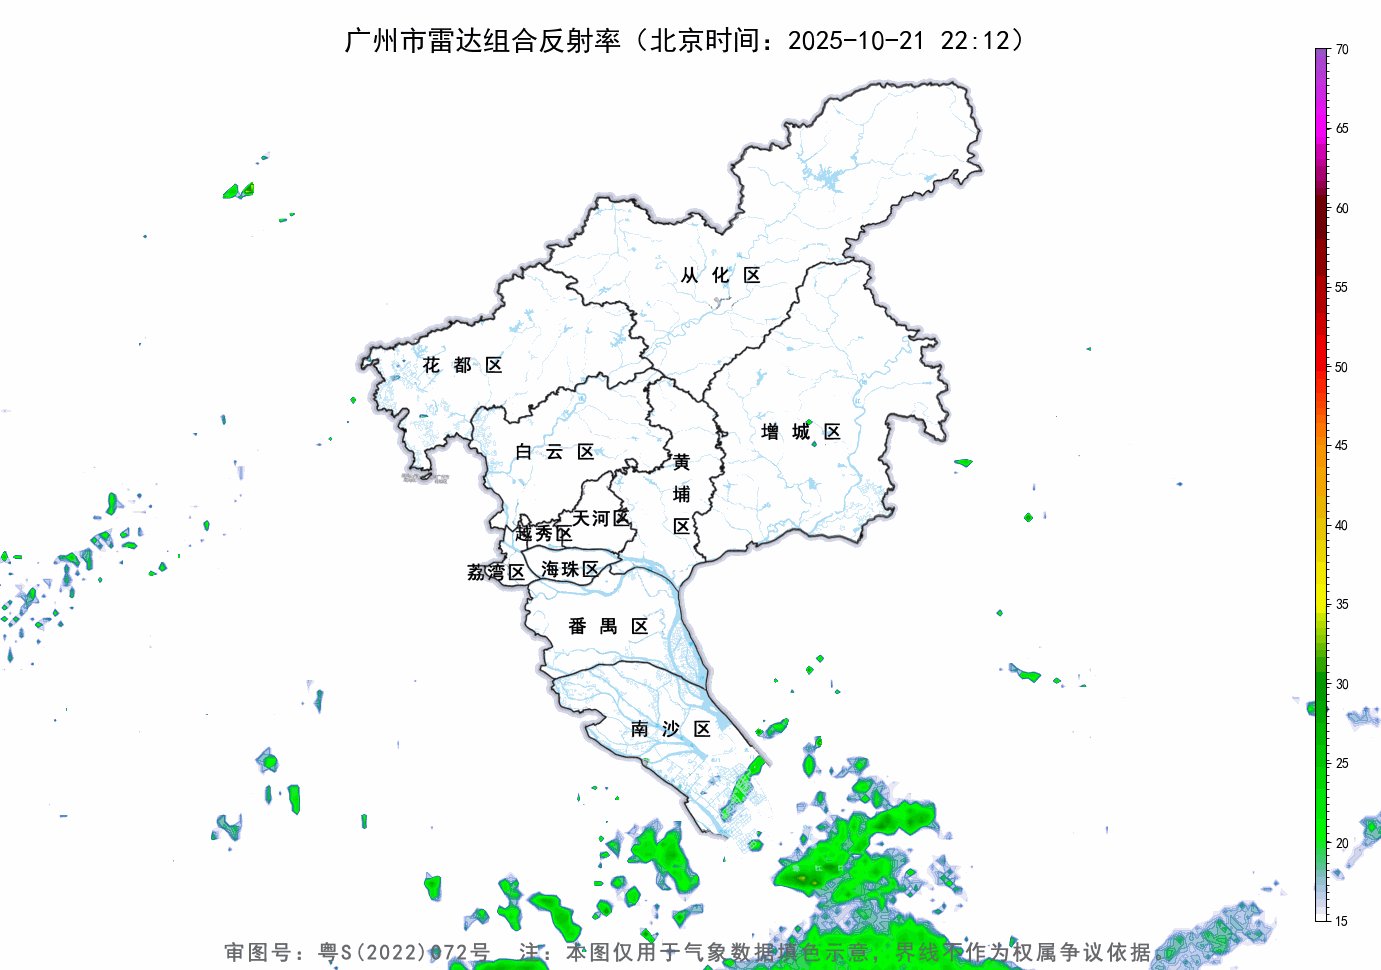 广州市雷达组合反射率（北京时间：2025-10-21 22:12）
70
65
60
55
50
45
40
35
30
25
20
15
从化区
花都区
增城区
白云区
黄埔区
天河区
越秀区
荔湾区
海珠区
番禺区
南沙区
审图号：粤S(2022)072号 注：本图仅用于气象数据填色示意，界线不作为权属争议依据。